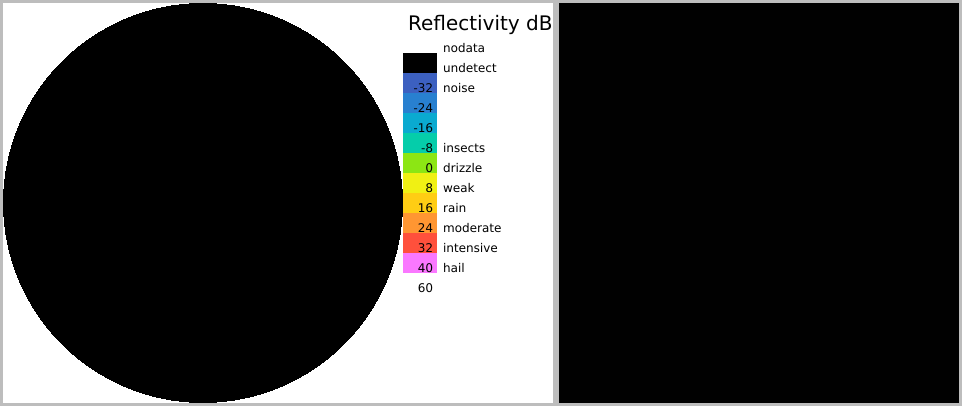 Reflectivity dB
nodata
undetect
-32 noise
-24
-16
-8 insects
0 drizzle
8 weak
16 rain
24 moderate
32 intensive
40 hail
60